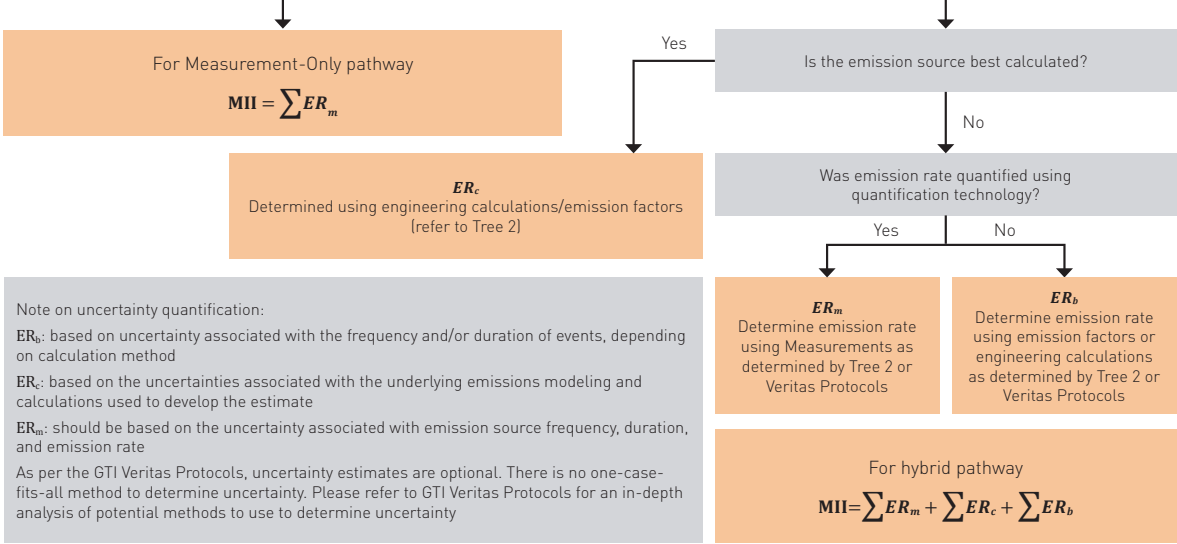 For Measurement-Only pathway
MII = ∑ERₘ
Yes
Is the emission source best calculated?
No
ER꜀
Determined using engineering calculations/emission factors
(refer to Tree 2)
Was emission rate quantified using
quantification technology?
Yes
No
Note on uncertainty quantification:
ER_b: based on uncertainty associated with the frequency and/or duration of events, depending
on calculation method
ER_c: based on the uncertainties associated with the underlying emissions modeling and
calculations used to develop the estimate
ER_m: should be based on the uncertainty associated with emission source frequency, duration,
and emission rate
As per the GTI Veritas Protocols, uncertainty estimates are optional. There is no one-case-
fits-all method to determine uncertainty. Please refer to GTI Veritas Protocols for an in-depth
analysis of potential methods to use to determine uncertainty
ER_m
Determine emission rate
using Measurements as
determined by Tree 2 or
Veritas Protocols
ER_b
Determine emission rate
using emission factors or
engineering calculations
as determined by Tree 2 or
Veritas Protocols
For hybrid pathway
MII=∑ER_m + ∑ER_c + ∑ER_b